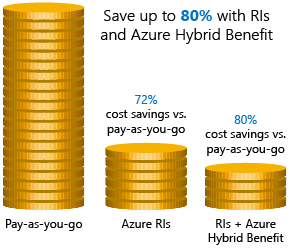 Save up to 80% with RIs
and Azure Hybrid Benefit
72%
cost savings vs.
pay-as-you-go
80%
cost savings vs.
pay-as-you-go
Pay-as-you-go
Azure RIs
RIs + Azure
Hybrid Benefit